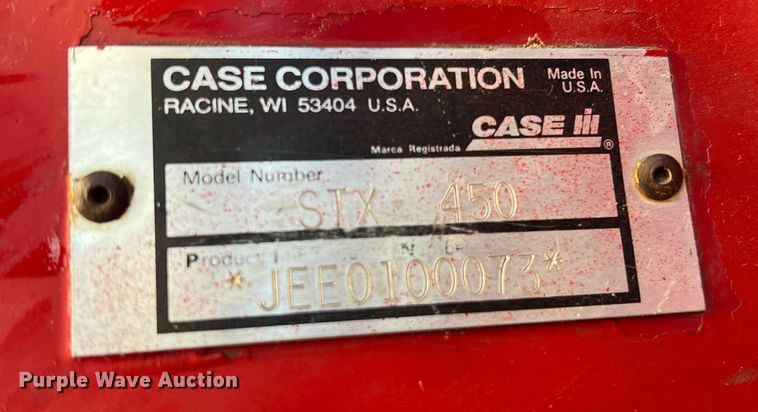 CASE CORPORATION
Made In
U.S.A.
RACINE, WI 53404 U.S.A.
Marca Registrada
CASE IH ®
Model Number
STX 450
Product
*JEE0100073*
Purple Wave Auction